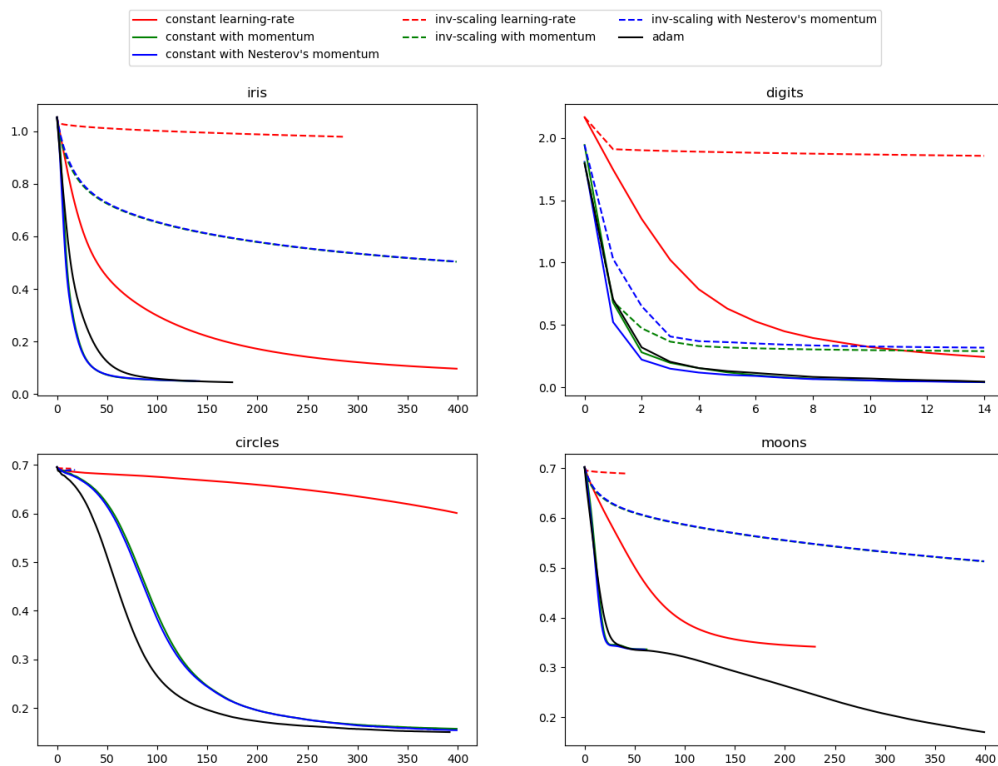 constant learning-rate
constant with momentum
constant with Nesterov's momentum
inv-scaling learning-rate
inv-scaling with momentum
inv-scaling with Nesterov's momentum
adam
iris
1.0
0.8
0.6
0.4
0.2
0.0
0 50 100 150 200 250 300 350 400
digits
2.0
1.5
1.0
0.5
0.0
0 2 4 6 8 10 12 14
circles
0.7
0.6
0.5
0.4
0.3
0.2
0 50 100 150 200 250 300 350 400
moons
0.7
0.6
0.5
0.4
0.3
0.2
0 50 100 150 200 250 300 350 400